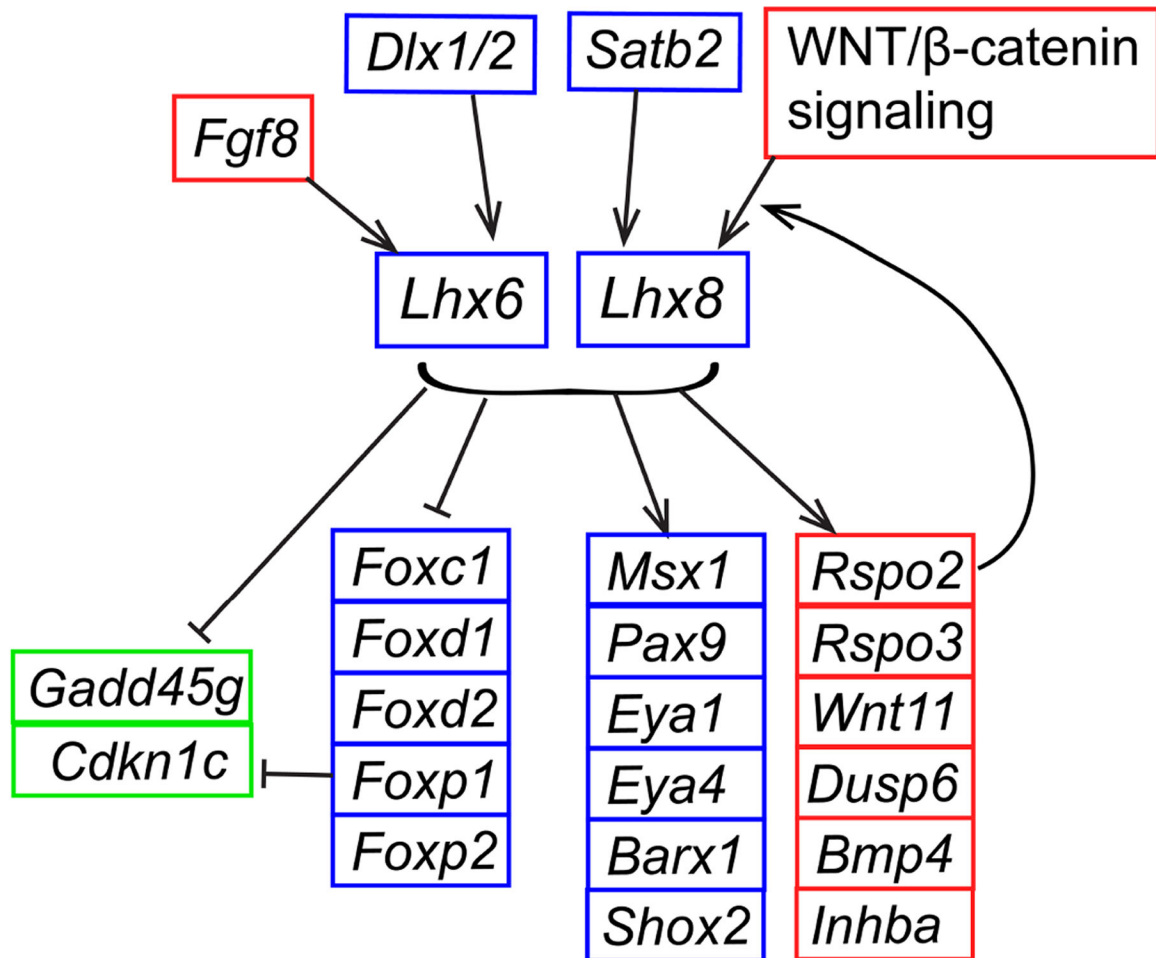 Dlx1/2
Satb2
WNT/β-catenin
signaling
Fgf8
Lhx6
Lhx8
Gadd45g
Cdkn1c
Foxc1
Foxd1
Foxd2
Foxp1
Foxp2
Msx1
Pax9
Eya1
Eya4
Barx1
Shox2
Rspo2
Rspo3
Wnt11
Dusp6
Bmp4
Inhba